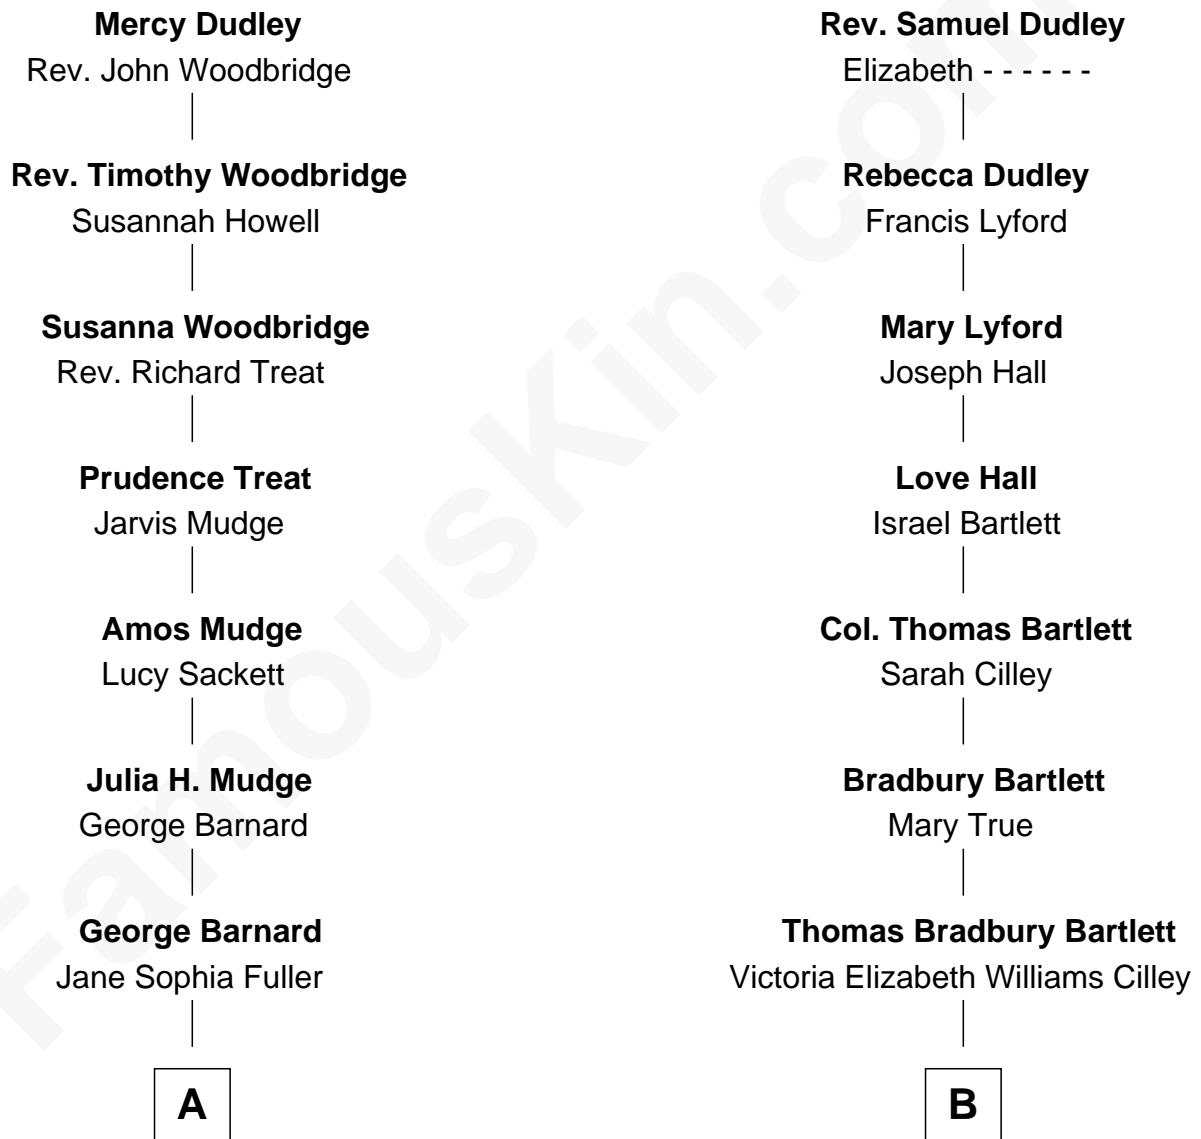 Mercy Dudley
Rev. John Woodbridge
Rev. Timothy Woodbridge
Susannah Howell
Susanna Woodbridge
Rev. Richard Treat
Prudence Treat
Jarvis Mudge
Amos Mudge
Lucy Sackett
Julia H. Mudge
George Barnard
George Barnard
Jane Sophia Fuller
A
Rev. Samuel Dudley
Elizabeth - - - - - -
Rebecca Dudley
Francis Lyford
Mary Lyford
Joseph Hall
Love Hall
Israel Bartlett
Col. Thomas Bartlett
Sarah Cilley
Bradbury Bartlett
Mary True
Thomas Bradbury Bartlett
Victoria Elizabeth Williams Cilley
B
FamousKin.com